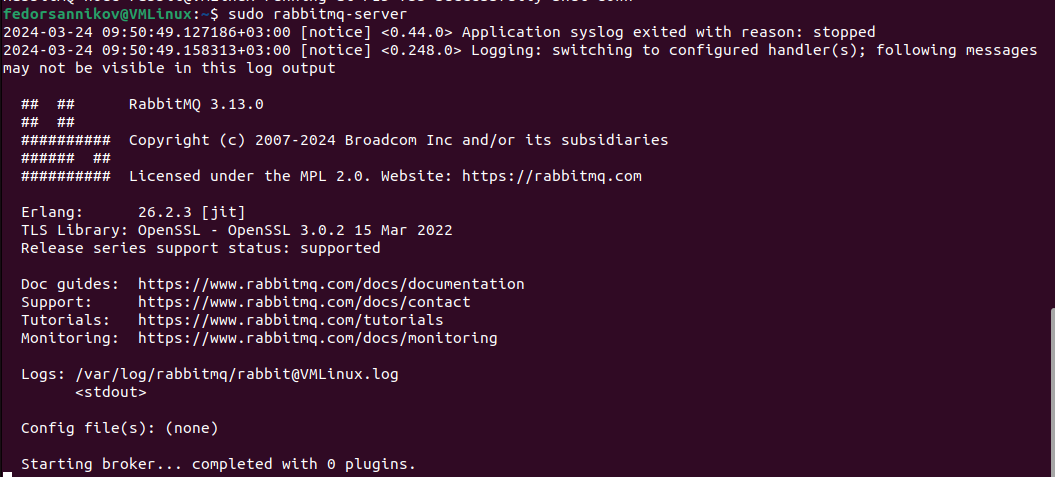 fedorsannikov@VMLinux:~$ sudo rabbitmq-server
2024-03-24 09:50:49.127186+03:00 [notice] <0.44.0> Application syslog exited with reason: stopped
2024-03-24 09:50:49.158313+03:00 [notice] <0.248.0> Logging: switching to configured handler(s); following messages
may not be visible in this log output

  ##  ##      RabbitMQ 3.13.0
  ##  ##
  ##########  Copyright (c) 2007-2024 Broadcom Inc and/or its subsidiaries
  ######  ##
  ##########  Licensed under the MPL 2.0. Website: https://rabbitmq.com

  Erlang:      26.2.3 [jit]
  TLS Library: OpenSSL - OpenSSL 3.0.2 15 Mar 2022
  Release series support status: supported

  Doc guides:  https://www.rabbitmq.com/docs/documentation
  Support:     https://www.rabbitmq.com/docs/contact
  Tutorials:   https://www.rabbitmq.com/tutorials
  Monitoring:  https://www.rabbitmq.com/docs/monitoring

  Logs: /var/log/rabbitmq/rabbit@VMLinux.log
        <stdout>

  Config file(s): (none)

  Starting broker... completed with 0 plugins.